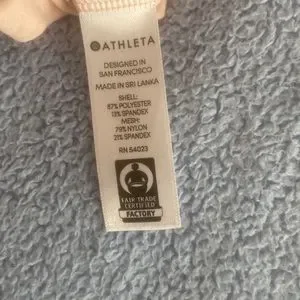 ATHLETA
DESIGNED IN
SAN FRANCISCO
MADE IN SRI LANKA
SHELL:
87% POLYESTER
13% SPANDEX
MESH:
79% NYLON
21% SPANDEX
RN 54023
FAIR TRADE
CERTIFIED
FACTORY